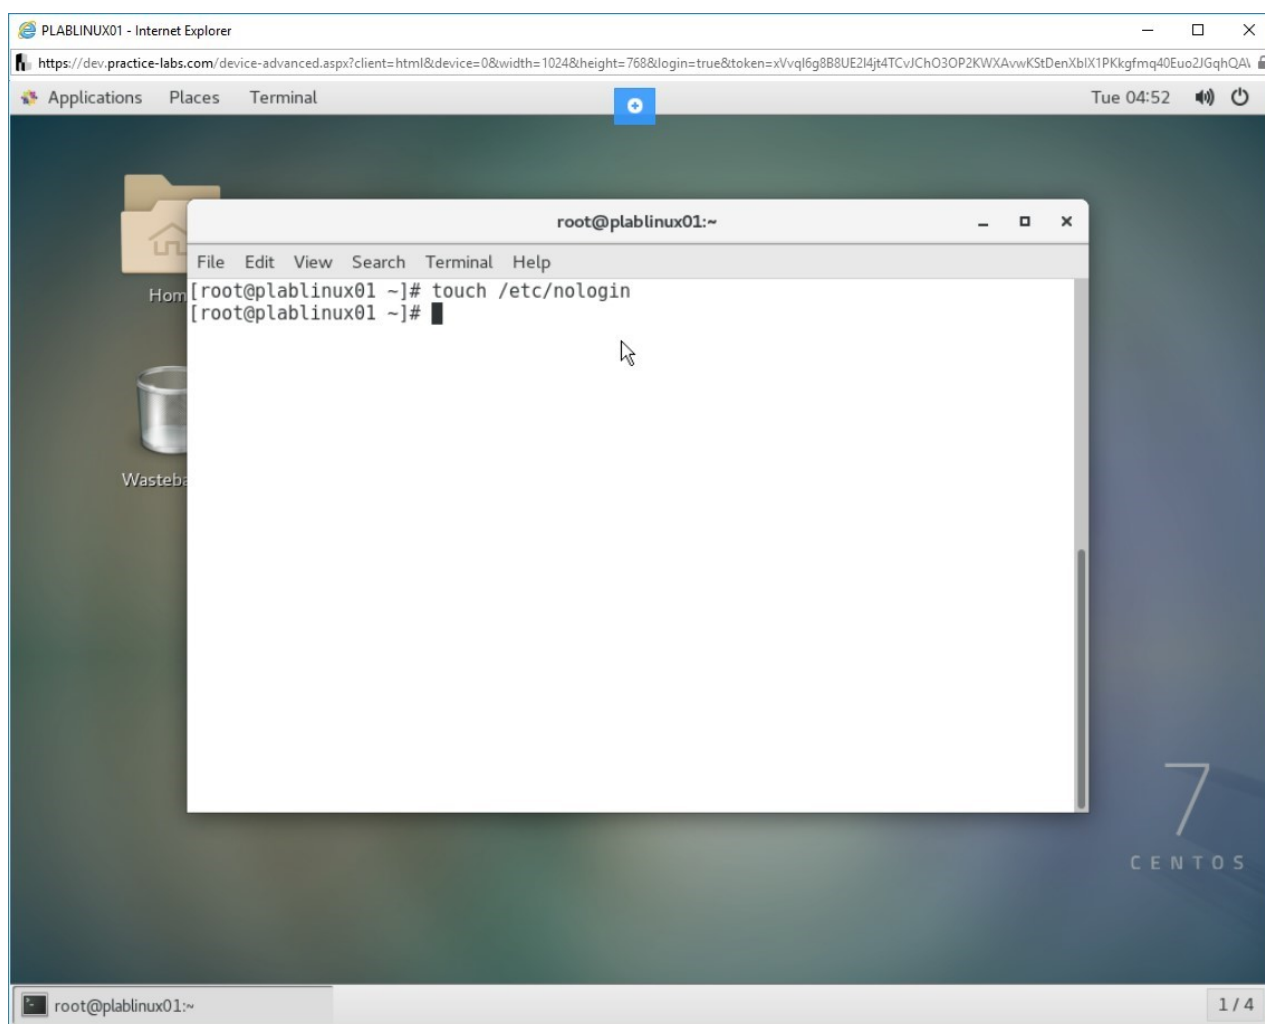 PLABLINUX01 - Internet Explorer
Applications Places Terminal
Tue 04:52
root@plablinux01:~
File Edit View Search Terminal Help
[root@plablinux01 ~]# touch /etc/nologin
[root@plablinux01 ~]#
7
CENTOS
root@plablinux01:~
1 / 4